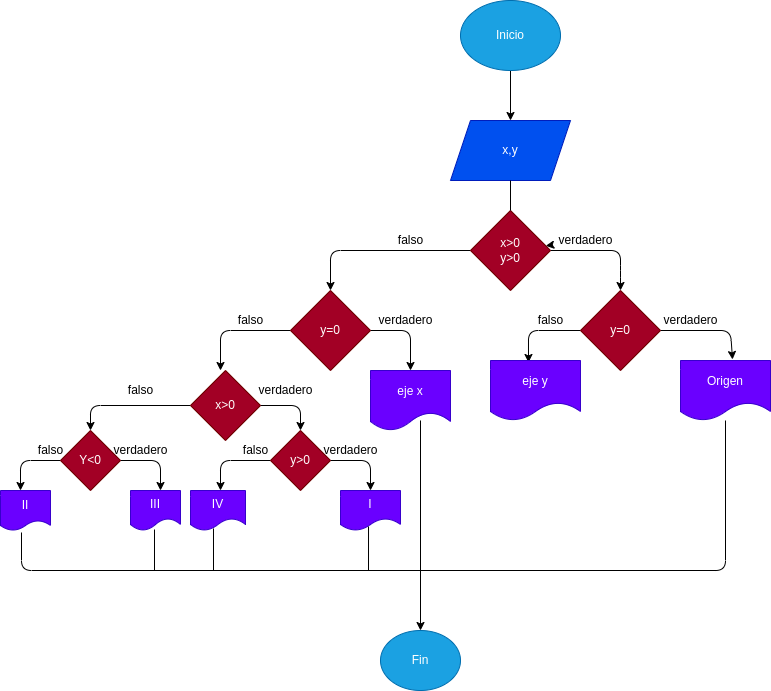 Inicio
x,y
x>0
y>0
falso
verdadero
y=0
falso
verdadero
y=0
falso
verdadero
x>0
falso
verdadero
eje x
eje y
Origen
Y<0
falso
verdadero
y>0
falso
verdadero
II
III
IV
I
Fin